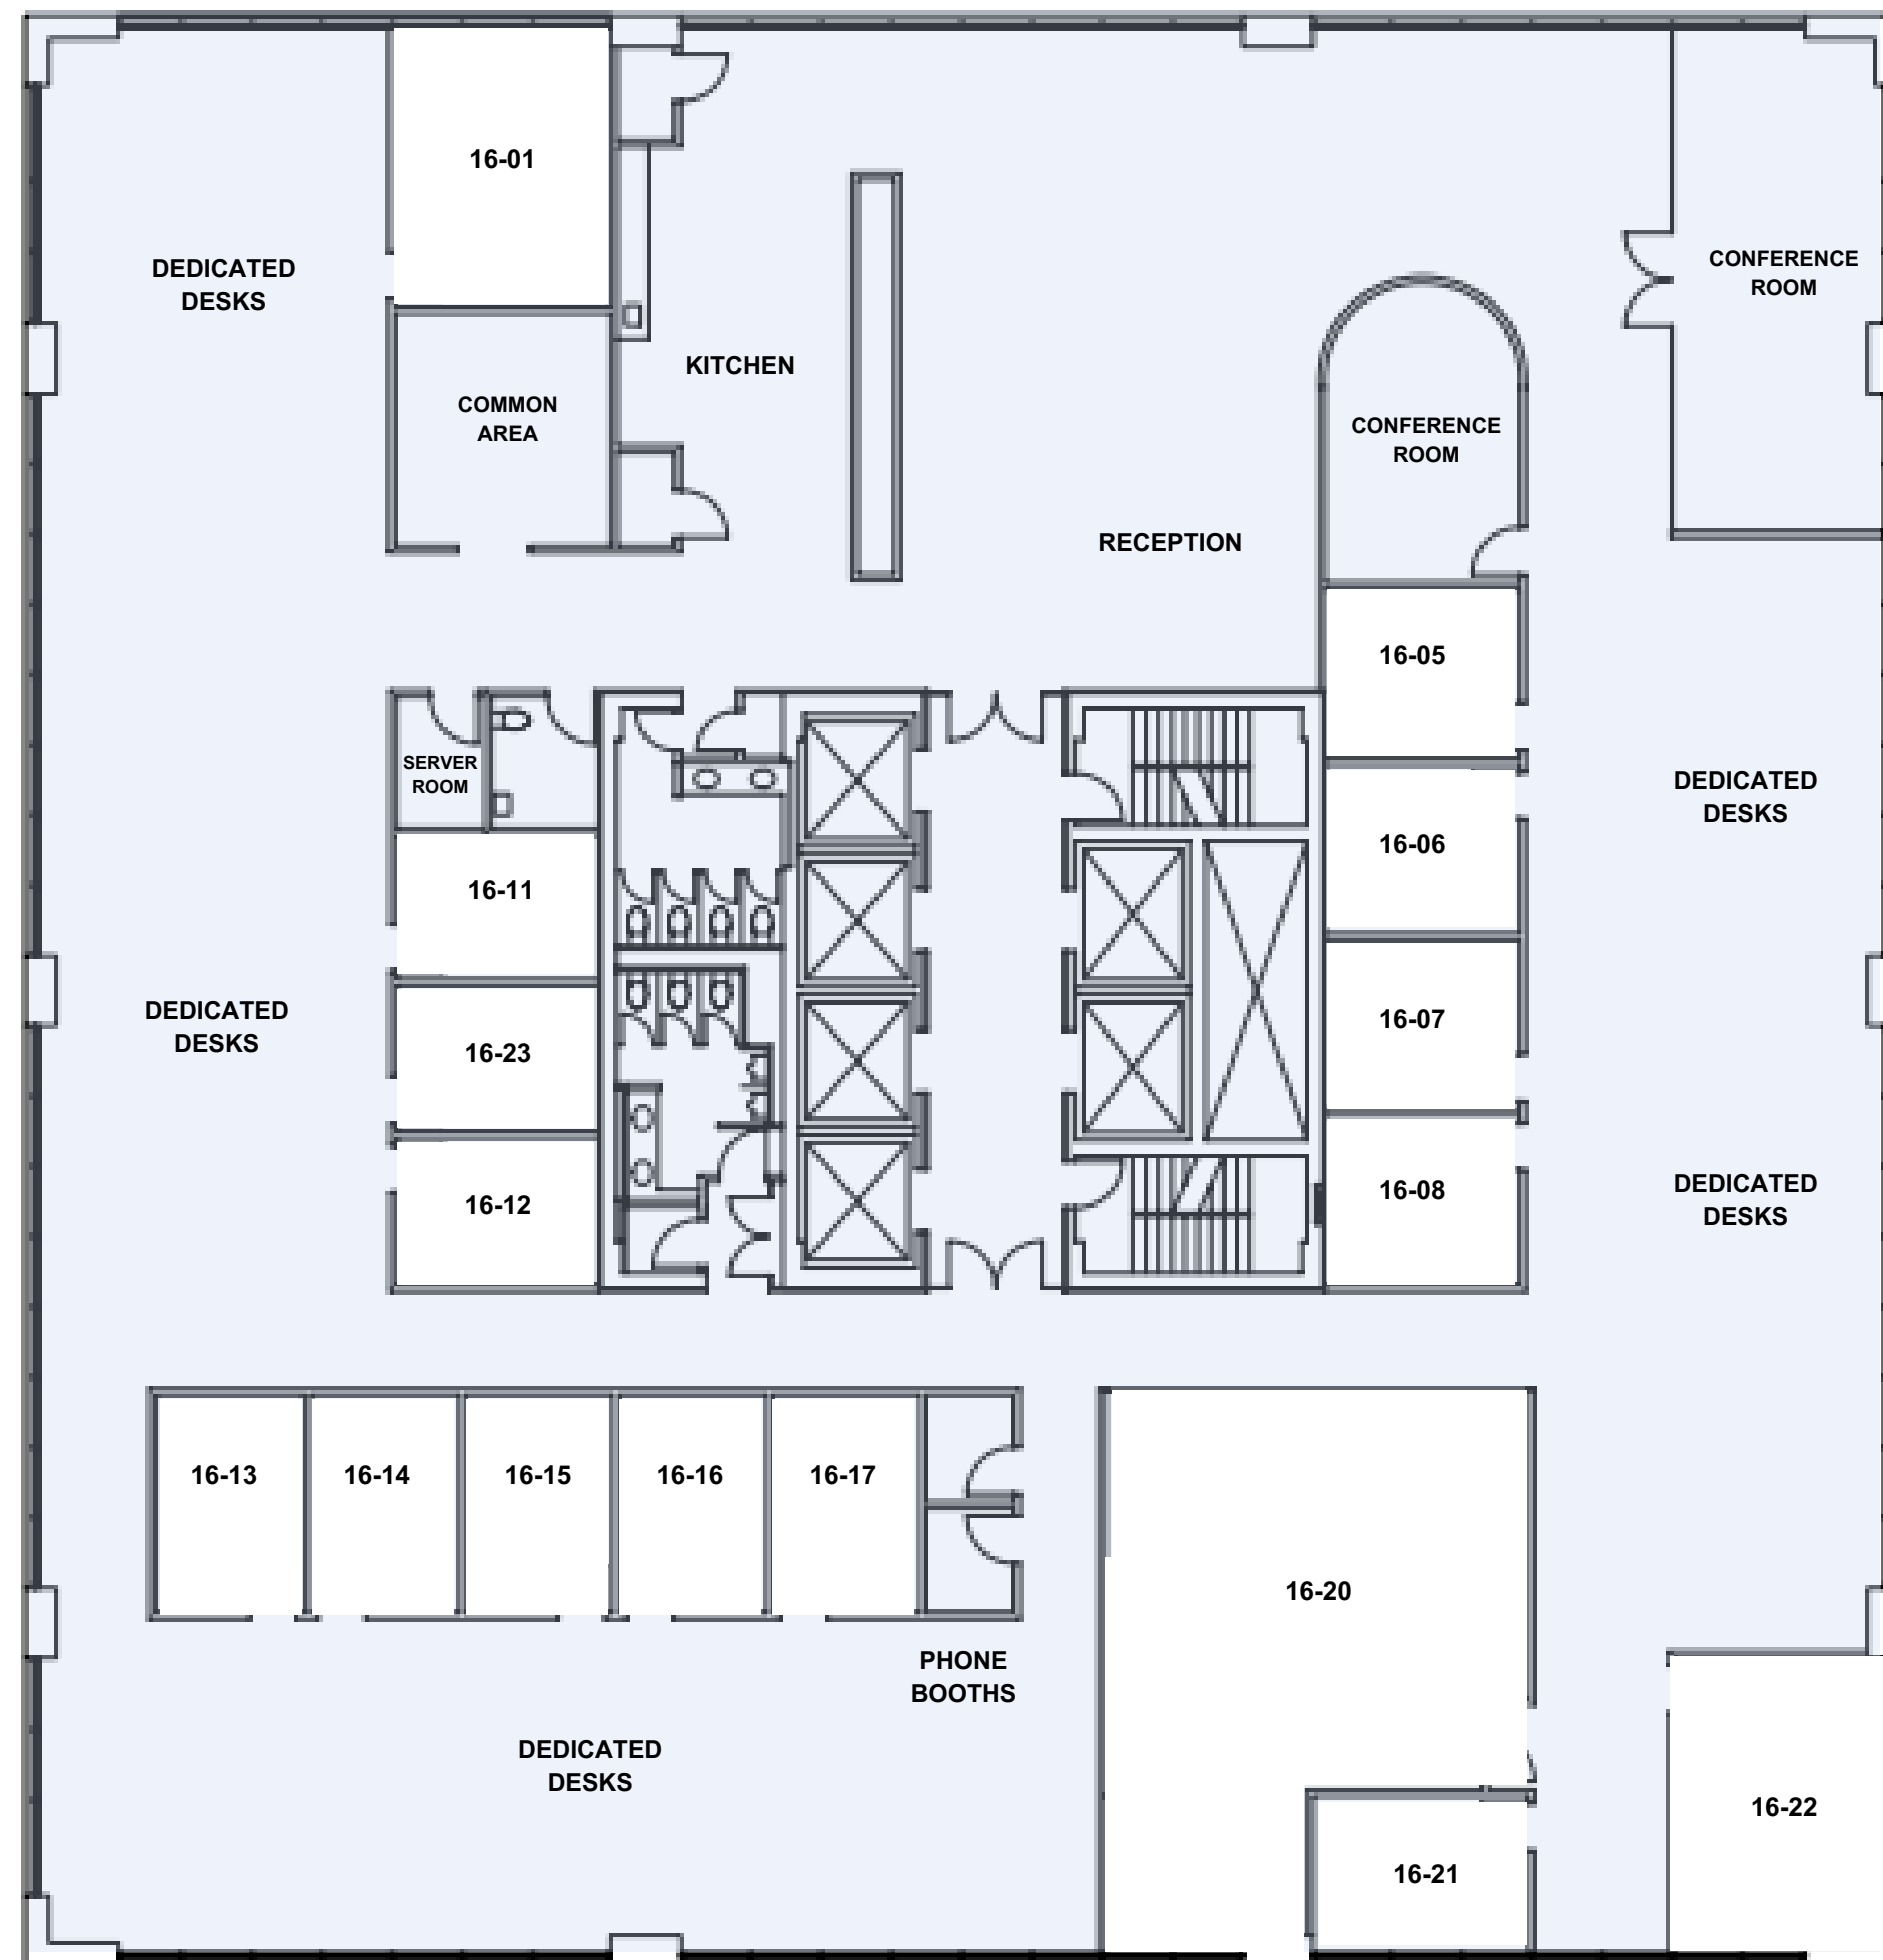 16-01
DEDICATED
DESKS
CONFERENCE
ROOM
KITCHEN
COMMON
AREA
CONFERENCE
ROOM
RECEPTION
16-05
SERVER
ROOM
DEDICATED
DESKS
16-06
16-11
DEDICATED
DESKS
16-07
16-23
16-08
DEDICATED
DESKS
16-12
16-13
16-14
16-15
16-16
16-17
16-20
PHONE
BOOTHS
DEDICATED
DESKS
16-22
16-21